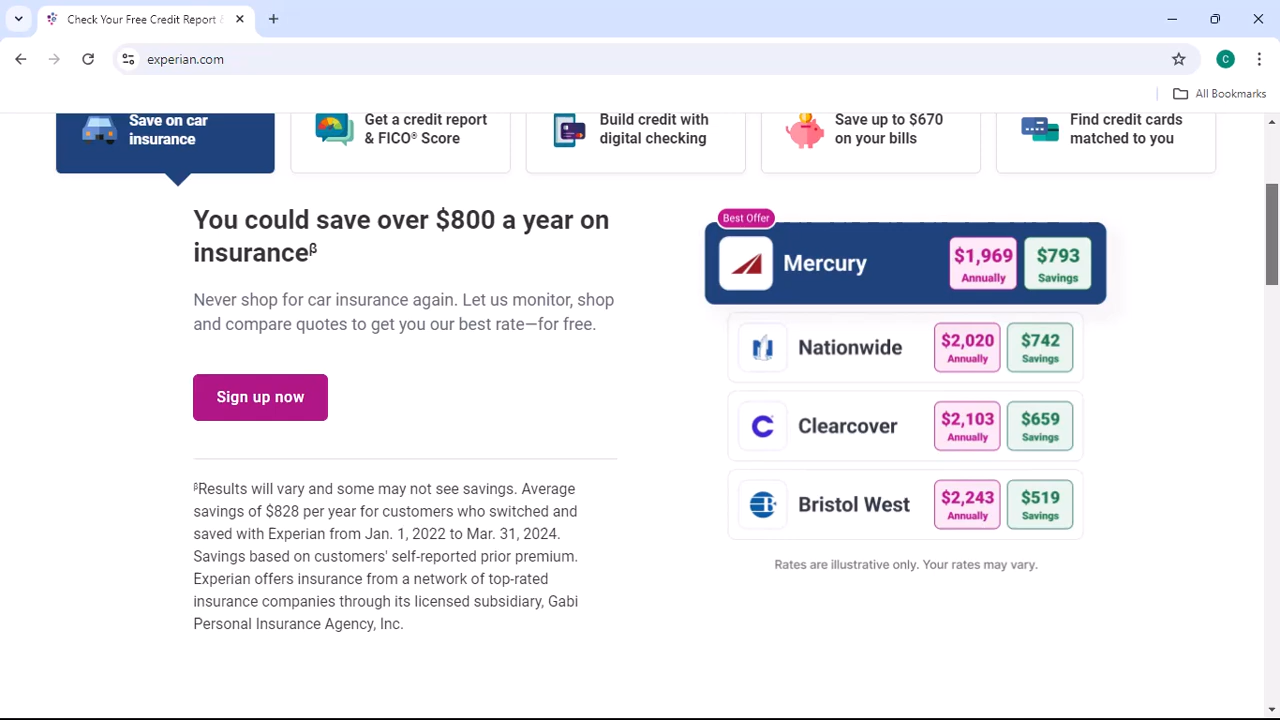 Check Your Free Credit Report &
experian.com
C
All Bookmarks
Save on car
insurance
Get a credit report
& FICO® Score
Build credit with
digital checking
Save up to $670
on your bills
Find credit cards
matched to you
You could save over $800 a year on
insuranceᵝ
Never shop for car insurance again. Let us monitor, shop
and compare quotes to get you our best rate—for free.
Sign up now
ᵝResults will vary and some may not see savings. Average
savings of $828 per year for customers who switched and
saved with Experian from Jan. 1, 2022 to Mar. 31, 2024.
Savings based on customers' self-reported prior premium.
Experian offers insurance from a network of top-rated
insurance companies through its licensed subsidiary, Gabi
Personal Insurance Agency, Inc.
Best Offer
Mercury
$1,969
Annually
$793
Savings
Nationwide
$2,020
Annually
$742
Savings
Clearcover
$2,103
Annually
$659
Savings
Bristol West
$2,243
Annually
$519
Savings
Rates are illustrative only. Your rates may vary.